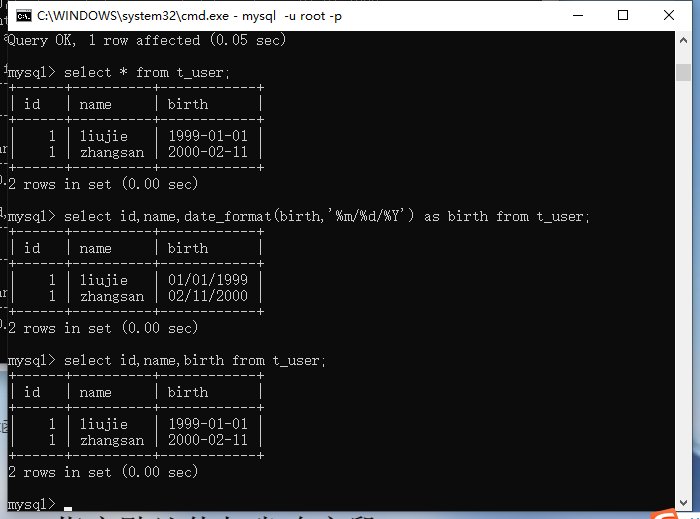 C:\WINDOWS\system32\cmd.exe - mysql  -u root -p
Query OK, 1 row affected (0.05 sec)
mysql> select * from t_user;
+------+----------+------------+
| id   | name     | birth      |
+------+----------+------------+
|    1 | liujie   | 1999-01-01 |
|    1 | zhangsan | 2000-02-11 |
+------+----------+------------+
2 rows in set (0.00 sec)
mysql> select id,name,date_format(birth,'%m/%d/%Y') as birth from t_user;
+------+----------+------------+
| id   | name     | birth      |
+------+----------+------------+
|    1 | liujie   | 01/01/1999 |
|    1 | zhangsan | 02/11/2000 |
+------+----------+------------+
2 rows in set (0.00 sec)
mysql> select id,name,birth from t_user;
+------+----------+------------+
| id   | name     | birth      |
+------+----------+------------+
|    1 | liujie   | 1999-01-01 |
|    1 | zhangsan | 2000-02-11 |
+------+----------+------------+
2 rows in set (0.00 sec)
mysql>